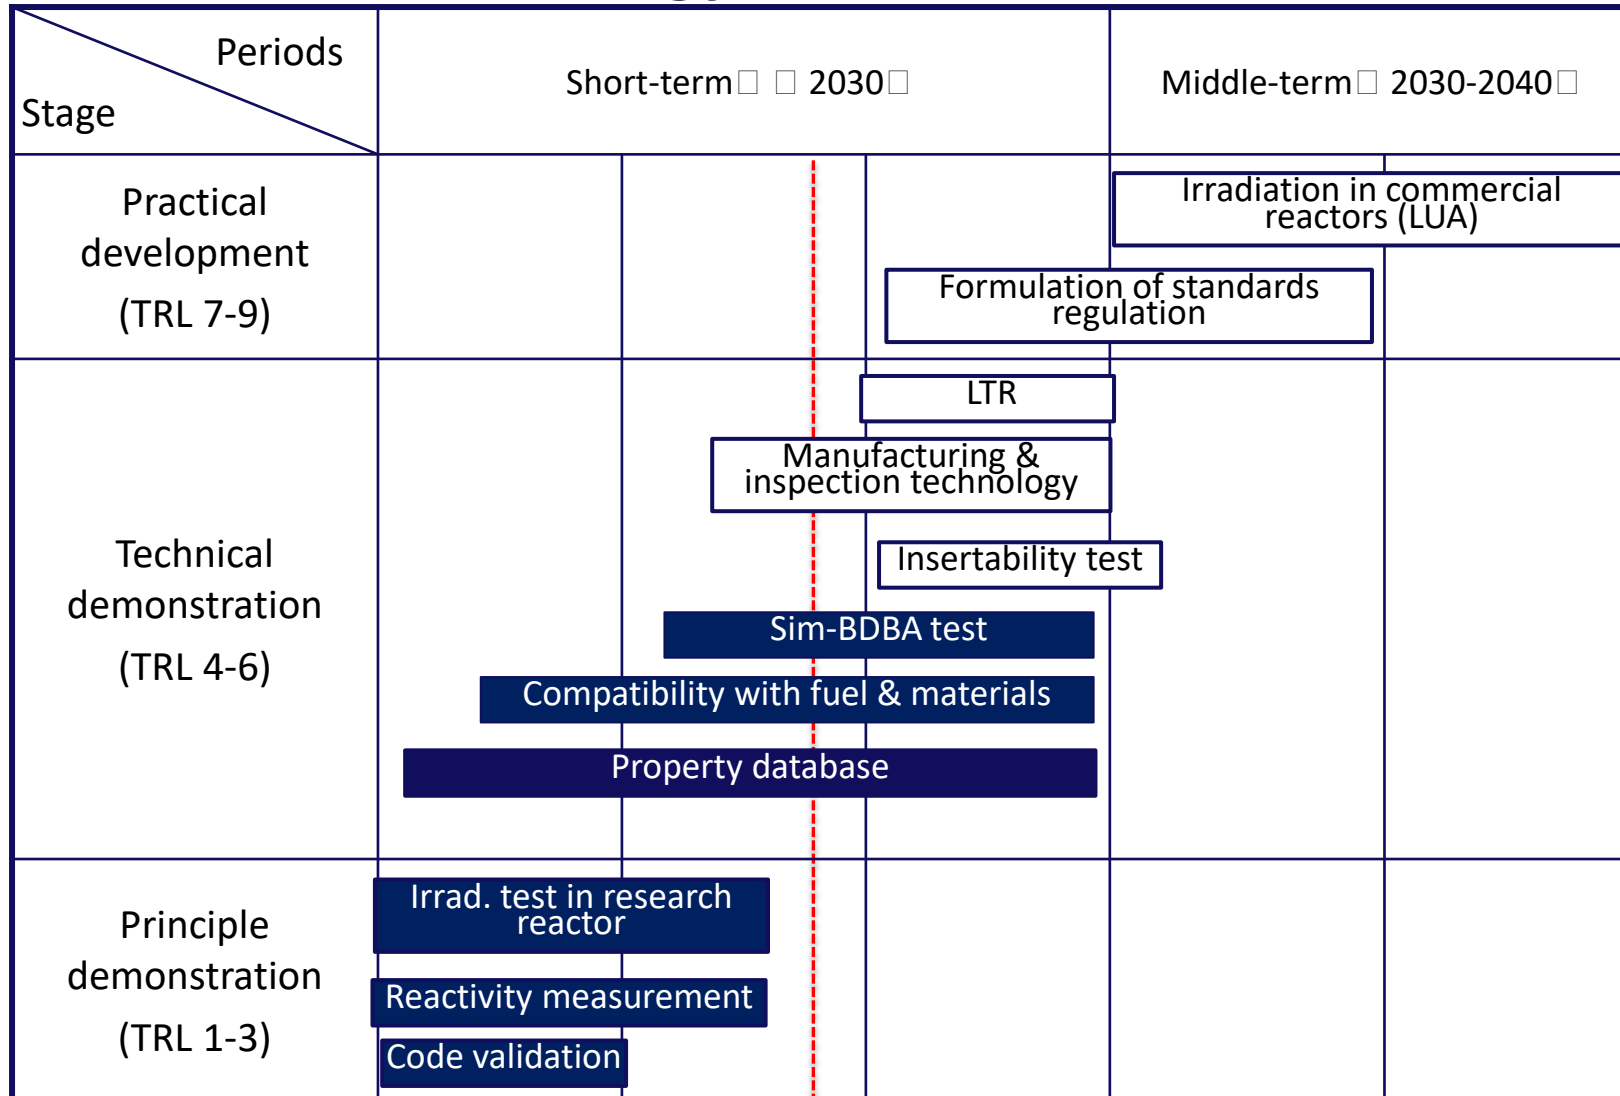 Periods
Stage
Short-term□ □ 2030□
Middle-term□ 2030-2040□
Practical
development
(TRL 7-9)
Irradiation in commercial
reactors (LUA)
Formulation of standards
regulation
Technical
demonstration
(TRL 4-6)
LTR
Manufacturing &
inspection technology
Insertability test
Sim-BDBA test
Compatibility with fuel & materials
Property database
Principle
demonstration
(TRL 1-3)
Irrad. test in research
reactor
Reactivity measurement
Code validation